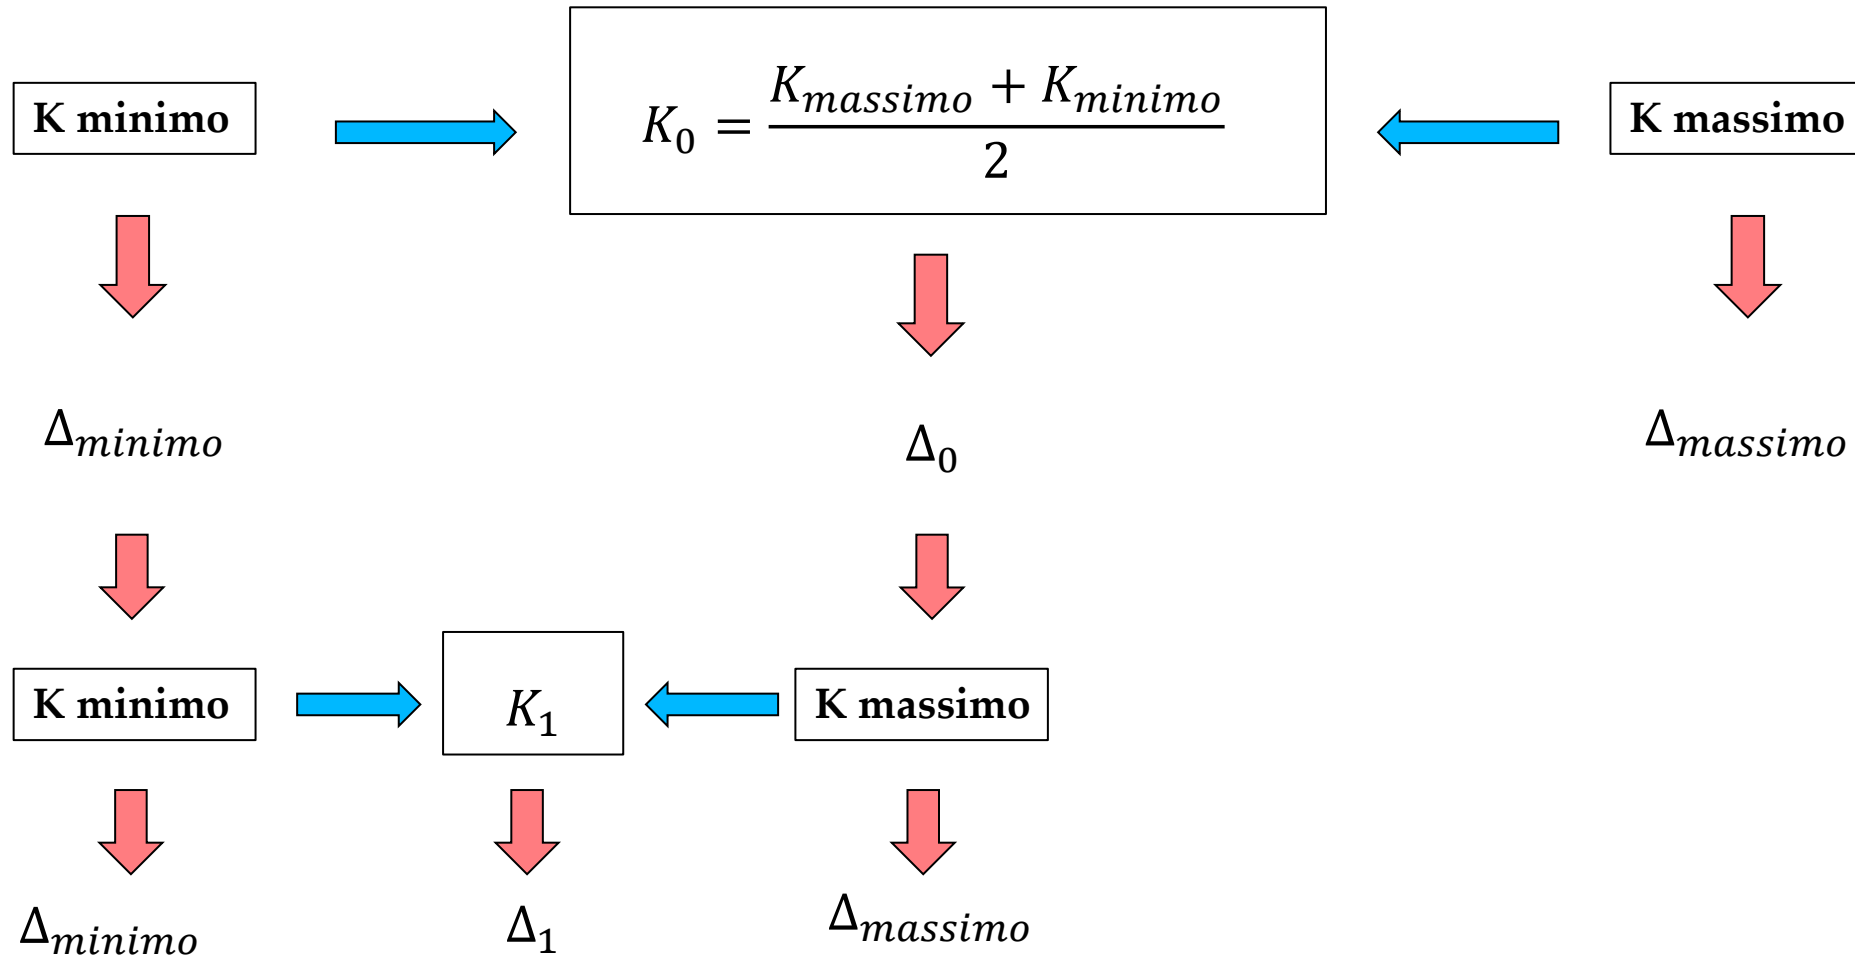 K minimo
K₀ = (K_massimo + K_minimo) / 2
K massimo
Δ_minimo
Δ₀
Δ_massimo
K minimo
K₁
K massimo
Δ_minimo
Δ₁
Δ_massimo